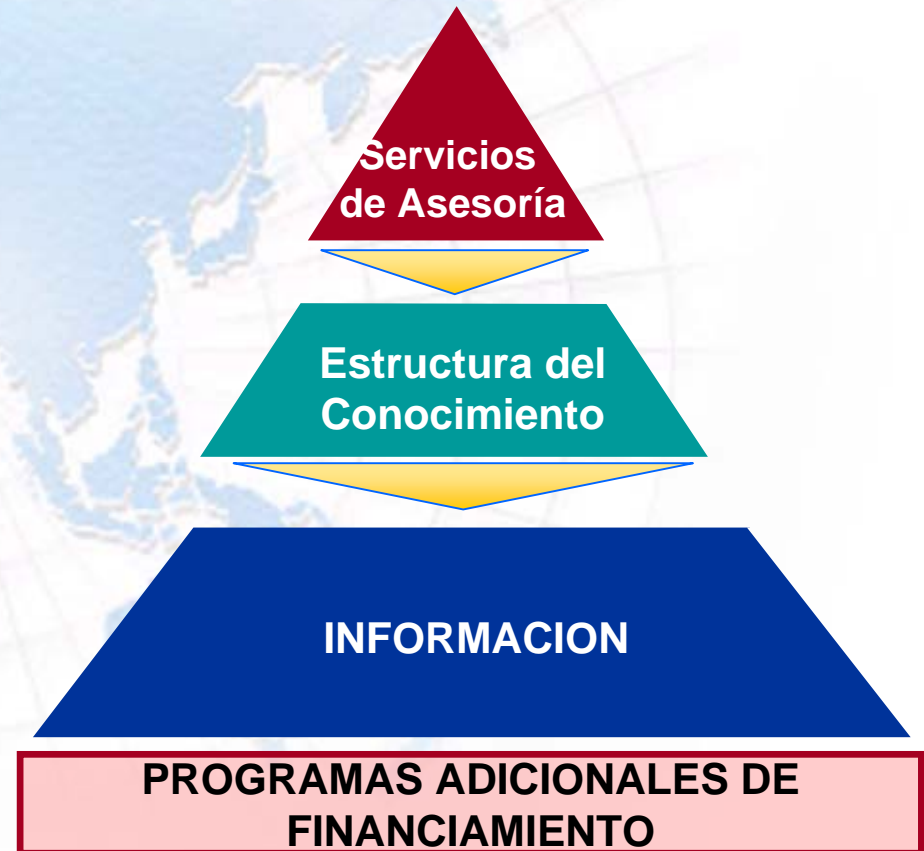 Servicios
de Asesoría
Estructura del
Conocimiento
INFORMACION
PROGRAMAS ADICIONALES DE
FINANCIAMIENTO